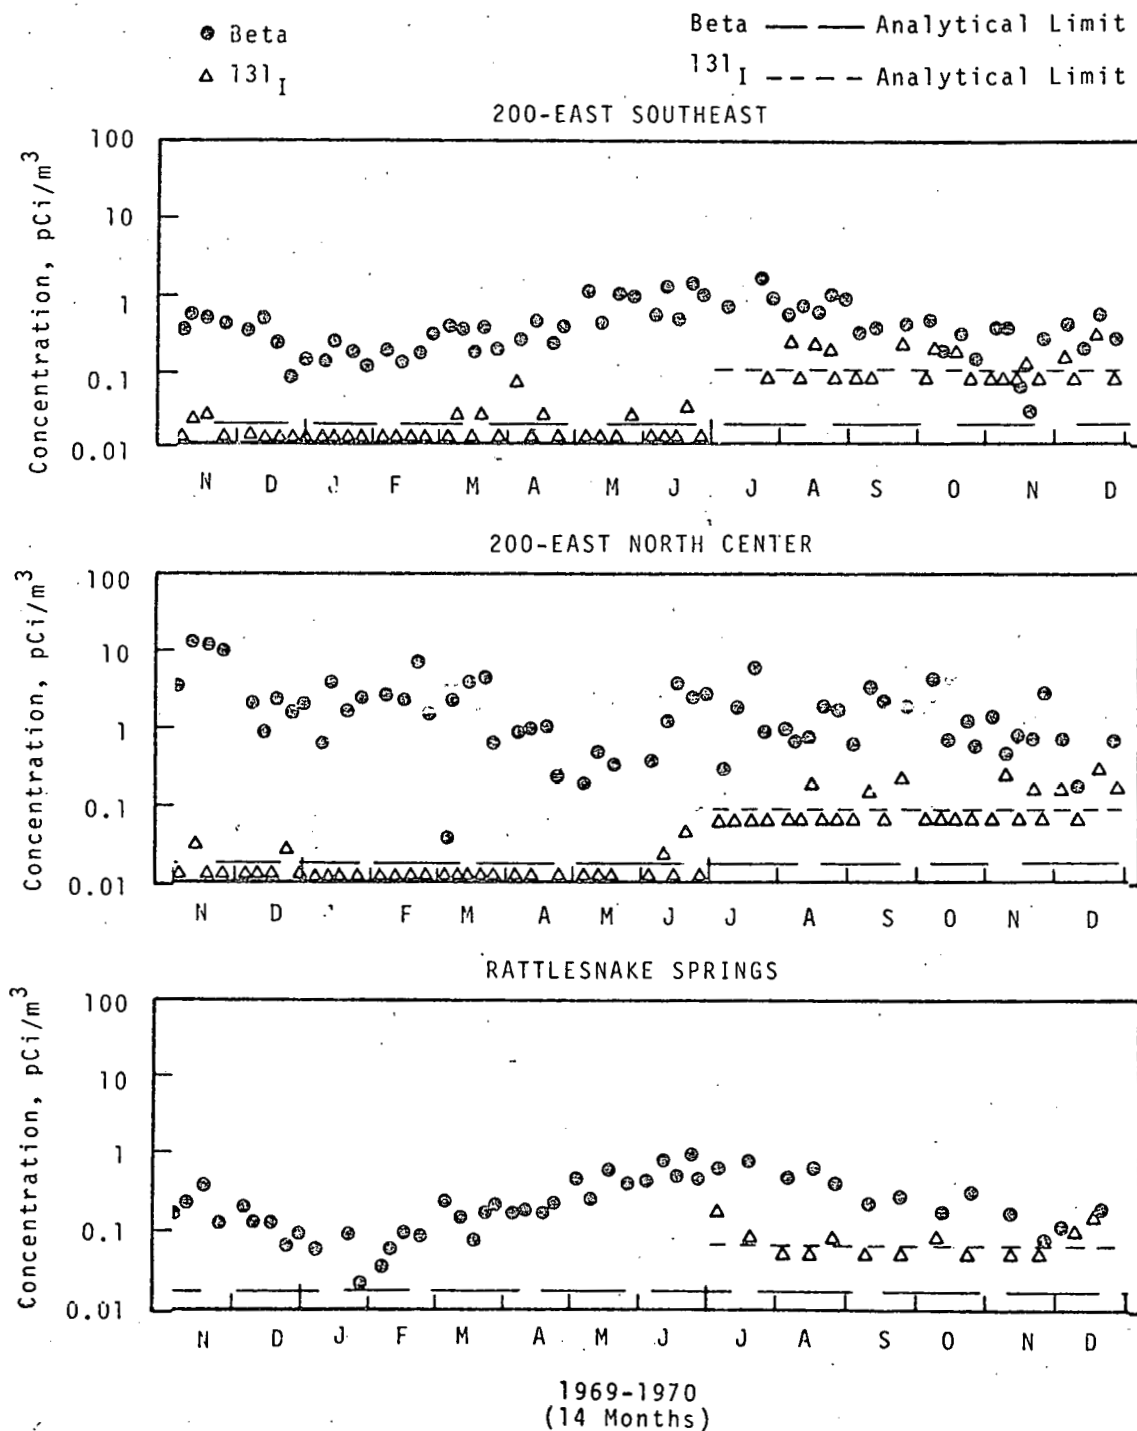 Beta
131I
Beta — — Analytical Limit
131I – – – – Analytical Limit
200-EAST SOUTHEAST
Concentration, pCi/m3
100
10
1
0.1
0.01
N D J F M A M J J A S O N D
200-EAST NORTH CENTER
Concentration, pCi/m3
100
10
1
0.1
0.01
N D F M A M J J A S O N D
RATTLESNAKE SPRINGS
Concentration, pCi/m3
100
10
1
0.1
0.01
N D J F M A M J J A S O N D
1969-1970
(14 Months)